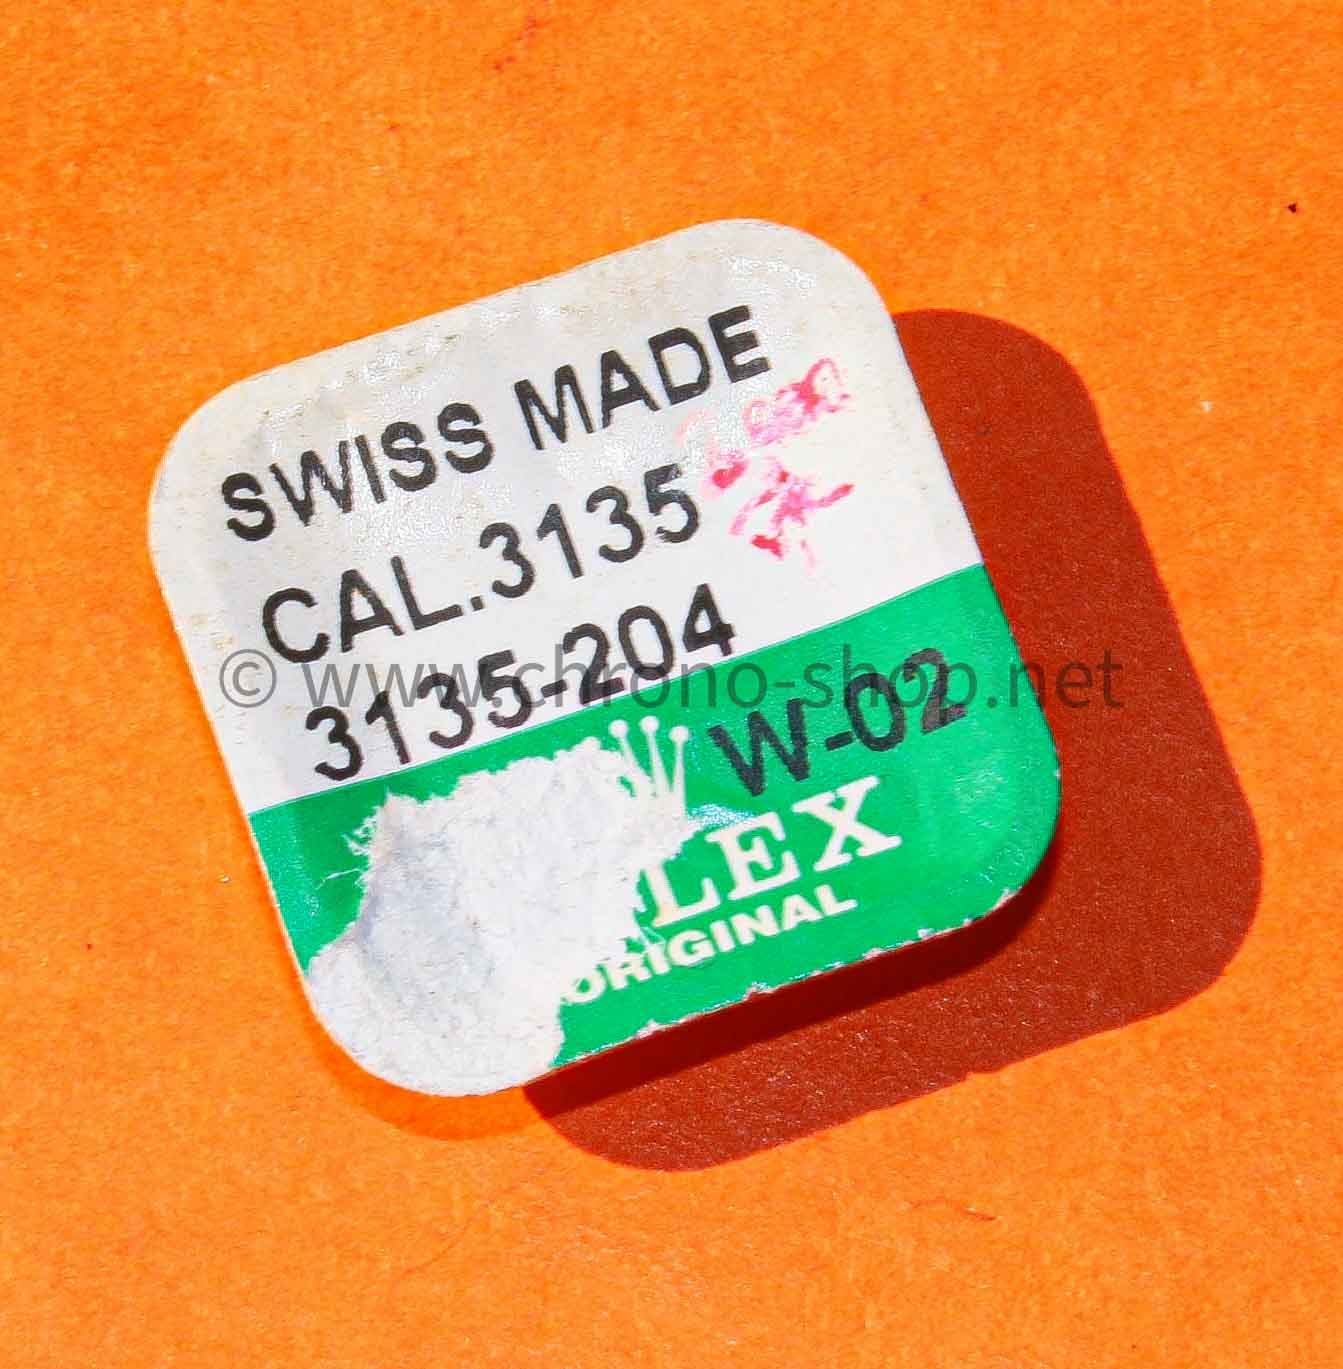 SWISS MADE
CAL.3135
3135-204
© www.chrono-shop.net
W-02
LEX
ORIGINAL